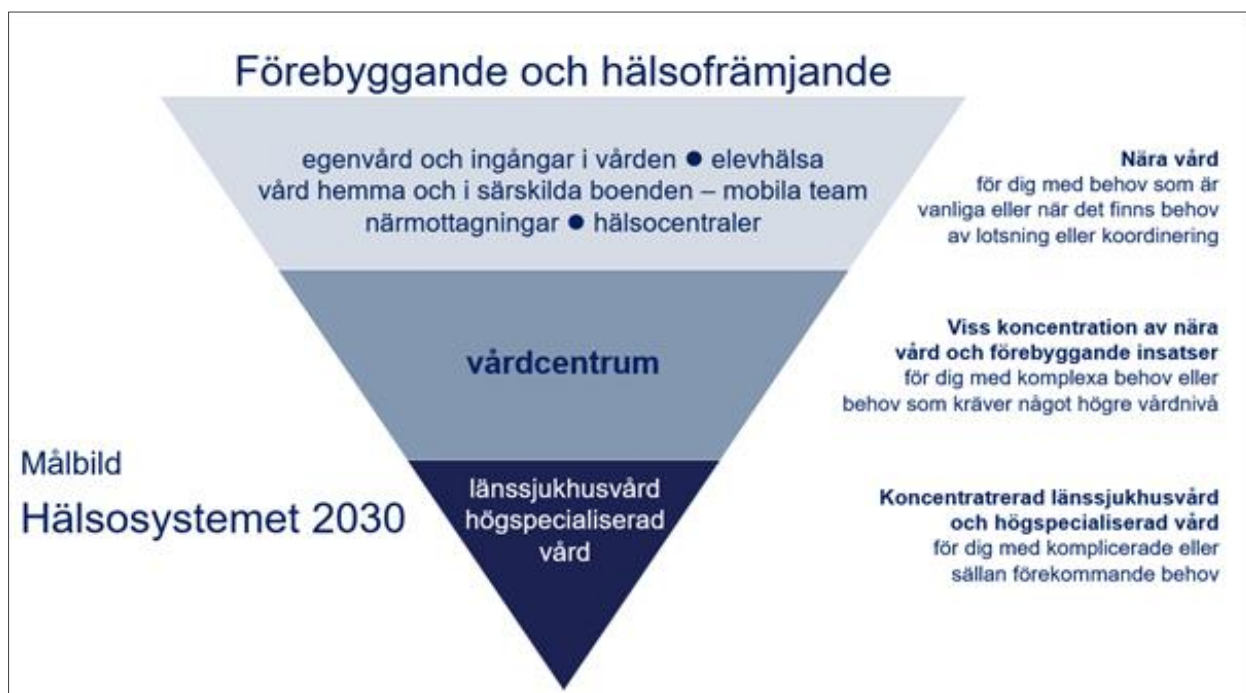 Förebyggande och hälsofrämjande
egenvård och ingångar i vården ● elevhälsa
vård hemma och i särskilda boenden – mobila team
närmottagningar ● hälsocentraler
Nära vård
för dig med behov som är
vanliga eller när det finns behov
av lotsning eller koordinering
vårdcentrum
Viss koncentration av nära
vård och förebyggande insatser
för dig med komplexa behov eller
behov som kräver något högre vårdnivå
Målbild
Hälsosystemet 2030
länssjukhusvård
högspecialiserad
vård
Koncentratrerad länssjukhusvård
och högspecialiserad vård
för dig med komplicerade eller
sällan förekommande behov